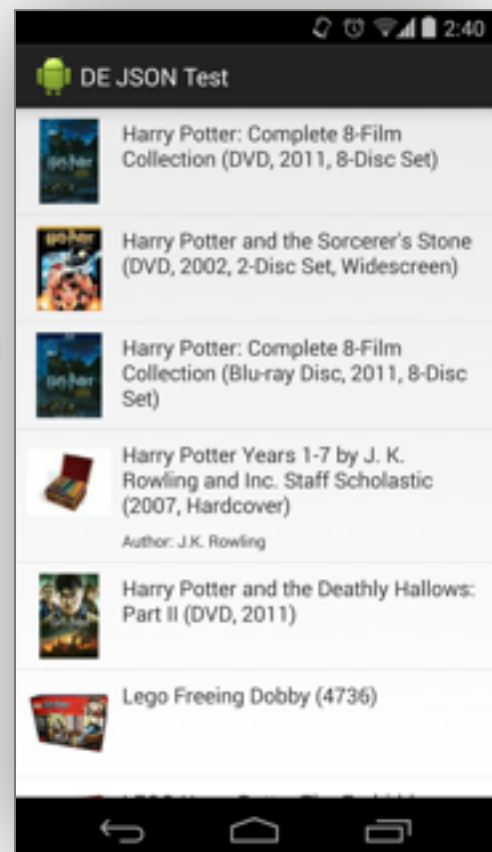 2:40
DE JSON Test
Harry Potter: Complete 8-Film
Collection (DVD, 2011, 8-Disc Set)
Harry Potter and the Sorcerer's Stone
(DVD, 2002, 2-Disc Set, Widescreen)
Harry Potter: Complete 8-Film
Collection (Blu-ray Disc, 2011, 8-Disc
Set)
Harry Potter Years 1-7 by J. K.
Rowling and Inc. Staff Scholastic
(2007, Hardcover)
Author: J.K. Rowling
Harry Potter and the Deathly Hallows:
Part II (DVD, 2011)
Lego Freeing Dobby (4736)